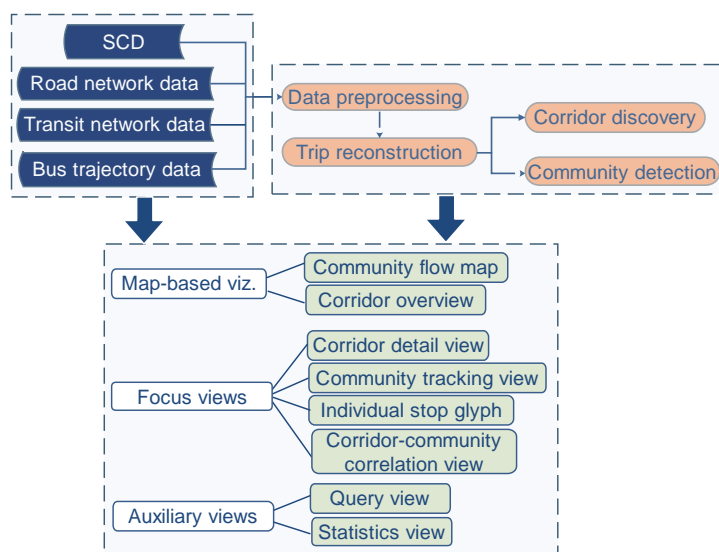 SCD
Road network data
Transit network data
Bus trajectory data
Data preprocessing
Trip reconstruction
Corridor discovery
Community detection
Map-based viz.
Community flow map
Corridor overview
Focus views
Corridor detail view
Community tracking view
Individual stop glyph
Corridor-community
correlation view
Auxiliary views
Query view
Statistics view